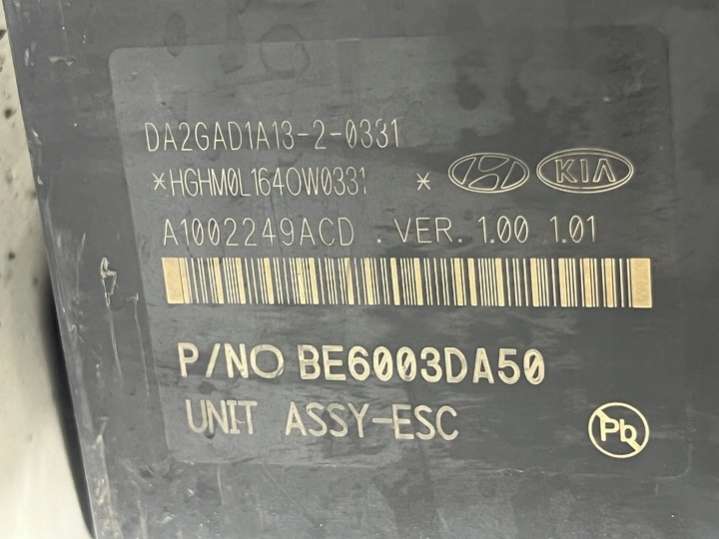 DA2GAD1A13-2-0331
*HGHM0L1640W0331 * KIA
A1002249ACD .VER. 1.00 1.01
P/NO BE6003DA50
UNIT ASSY-ESC
Pb